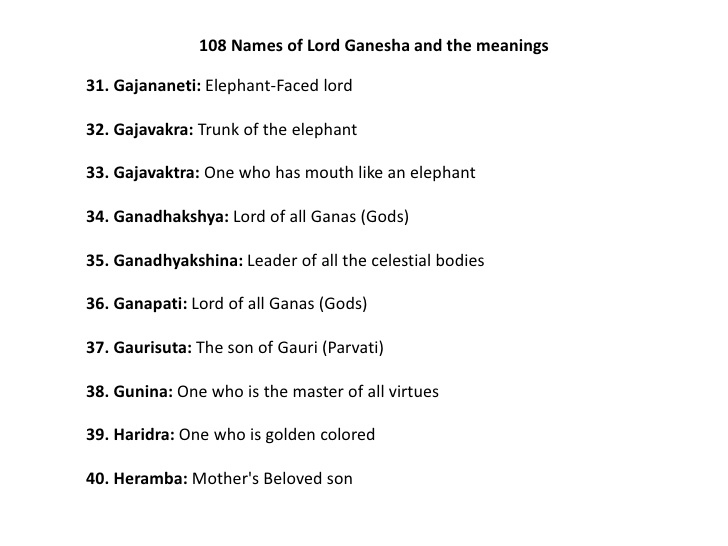 108 Names of Lord Ganesha and the meanings
31. Gajananeti: Elephant-Faced lord
32. Gajavakra: Trunk of the elephant
33. Gajavaktra: One who has mouth like an elephant
34. Ganadhakshya: Lord of all Ganas (Gods)
35. Ganadhyakshina: Leader of all the celestial bodies
36. Ganapati: Lord of all Ganas (Gods)
37. Gaurisuta: The son of Gauri (Parvati)
38. Gunina: One who is the master of all virtues
39. Haridra: One who is golden colored
40. Heramba: Mother's Beloved son